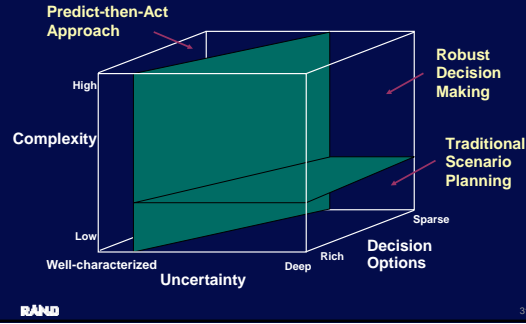 Predict-then-Act
Approach
Robust
Decision
Making
High
Complexity
Traditional
Scenario
Planning
Low
Sparse
Well-characterized
Uncertainty
Deep
Rich
Decision
Options
RAND